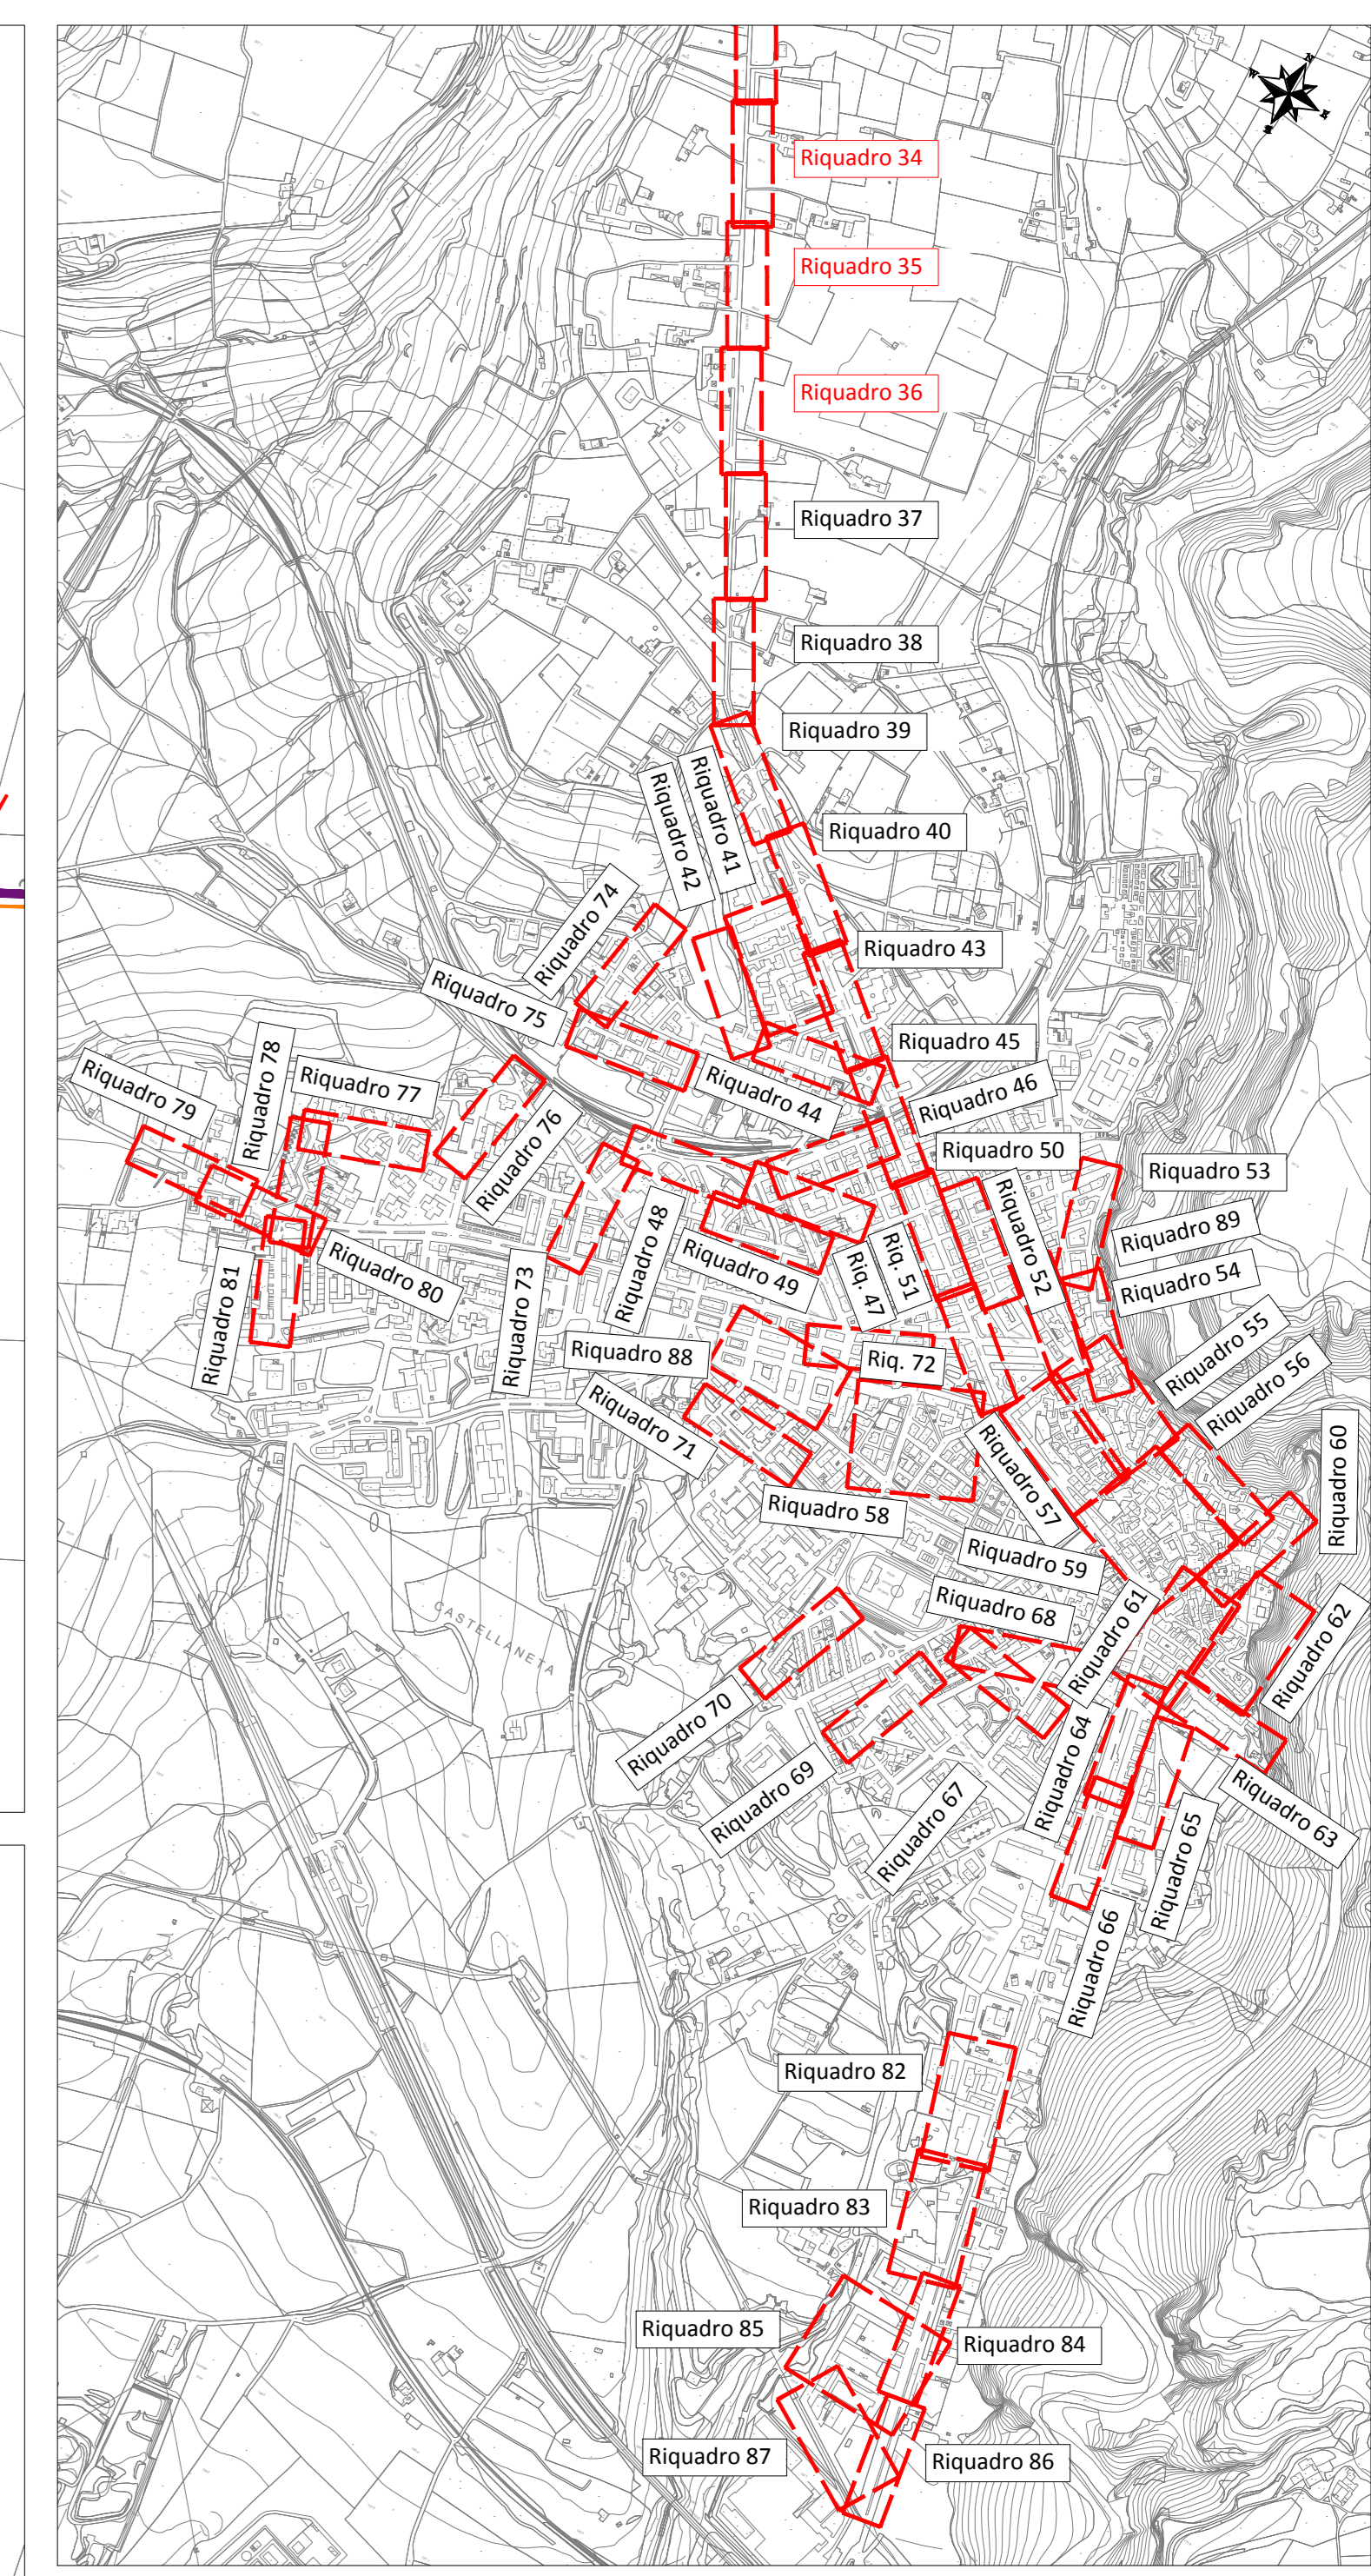 Riquadro 34
Riquadro 35
Riquadro 36
Riquadro 37
Riquadro 38
Riquadro 39
Riquadro 41
Riquadro 42
Riquadro 40
Riquadro 74
Riquadro 43
Riquadro 75
Riquadro 45
Riquadro 78
Riquadro 77
Riquadro 79
Riquadro 44
Riquadro 46
Riquadro 76
Riquadro 50
Riquadro 53
Riquadro 52
Riquadro 89
Riquadro 48
Riquadro 49
Riq. 47
Riq. 51
Riquadro 54
Riquadro 80
Riquadro 81
Riquadro 73
Riquadro 88
Riq. 72
Riquadro 55
Riquadro 56
Riquadro 71
Riquadro 57
Riquadro 60
Riquadro 58
Riquadro 59
CASTELLANETA
Riquadro 68
Riquadro 61
Riquadro 62
Riquadro 70
Riquadro 64
Riquadro 69
Riquadro 67
Riquadro 63
Riquadro 65
Riquadro 66
Riquadro 82
Riquadro 83
Riquadro 85
Riquadro 84
Riquadro 87
Riquadro 86